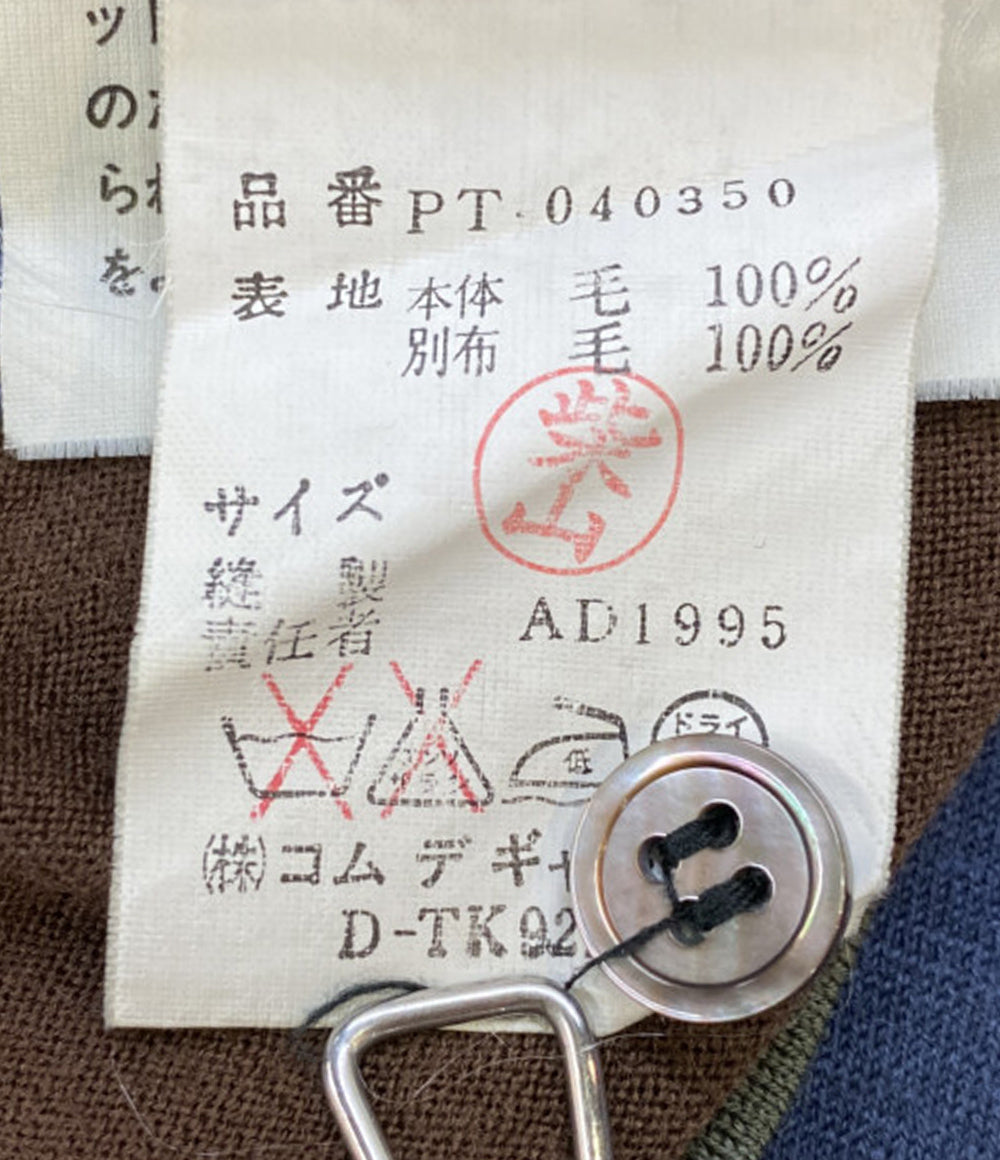 ッ
の
ら
を
品番 PT-040350
表地 本体 毛 100%
別布 毛 100%
柴山
サイズ
縫製
責任者
AD1995
低
ドライ
㈱コムデギャ
D-TK92